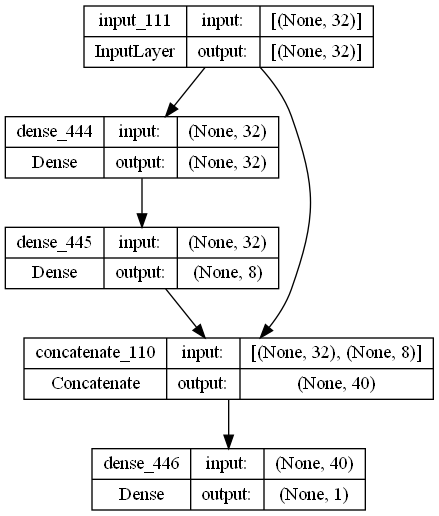 input_111 input: [(None, 32)]
InputLayer output: [(None, 32)]
dense_444 input: (None, 32)
Dense output: (None, 32)
dense_445 input: (None, 32)
Dense output: (None, 8)
concatenate_110 input: [(None, 32), (None, 8)]
Concatenate output: (None, 40)
dense_446 input: (None, 40)
Dense output: (None, 1)